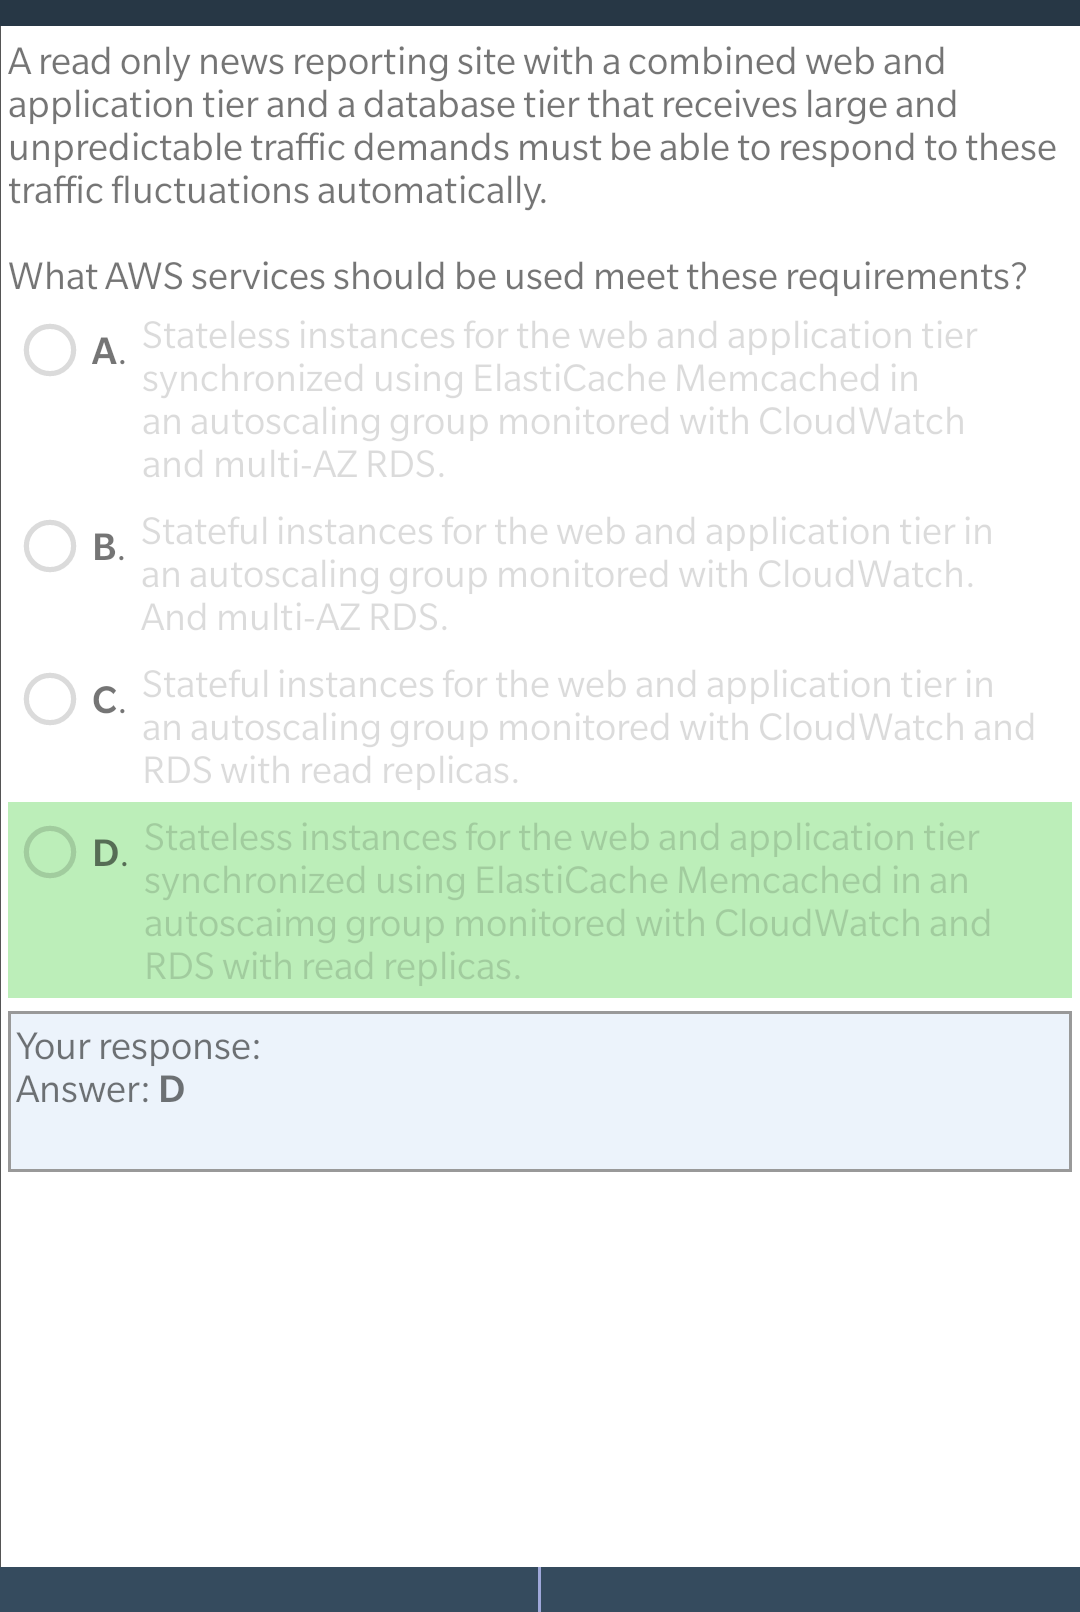 A read only news reporting site with a combined web and
application tier and a database tier that receives large and
unpredictable traffic demands must be able to respond to these
traffic fluctuations automatically.
What AWS services should be used meet these requirements?
A. Stateless instances for the web and application tier
synchronized using ElastiCache Memcached in
an autoscaling group monitored with CloudWatch
and multi-AZ RDS.
B. Stateful instances for the web and application tier in
an autoscaling group monitored with CloudWatch.
And multi-AZ RDS.
C. Stateful instances for the web and application tier in
an autoscaling group monitored with CloudWatch and
RDS with read replicas.
D. Stateless instances for the web and application tier
synchronized using ElastiCache Memcached in an
autoscaimg group monitored with CloudWatch and
RDS with read replicas.
Your response:
Answer: D